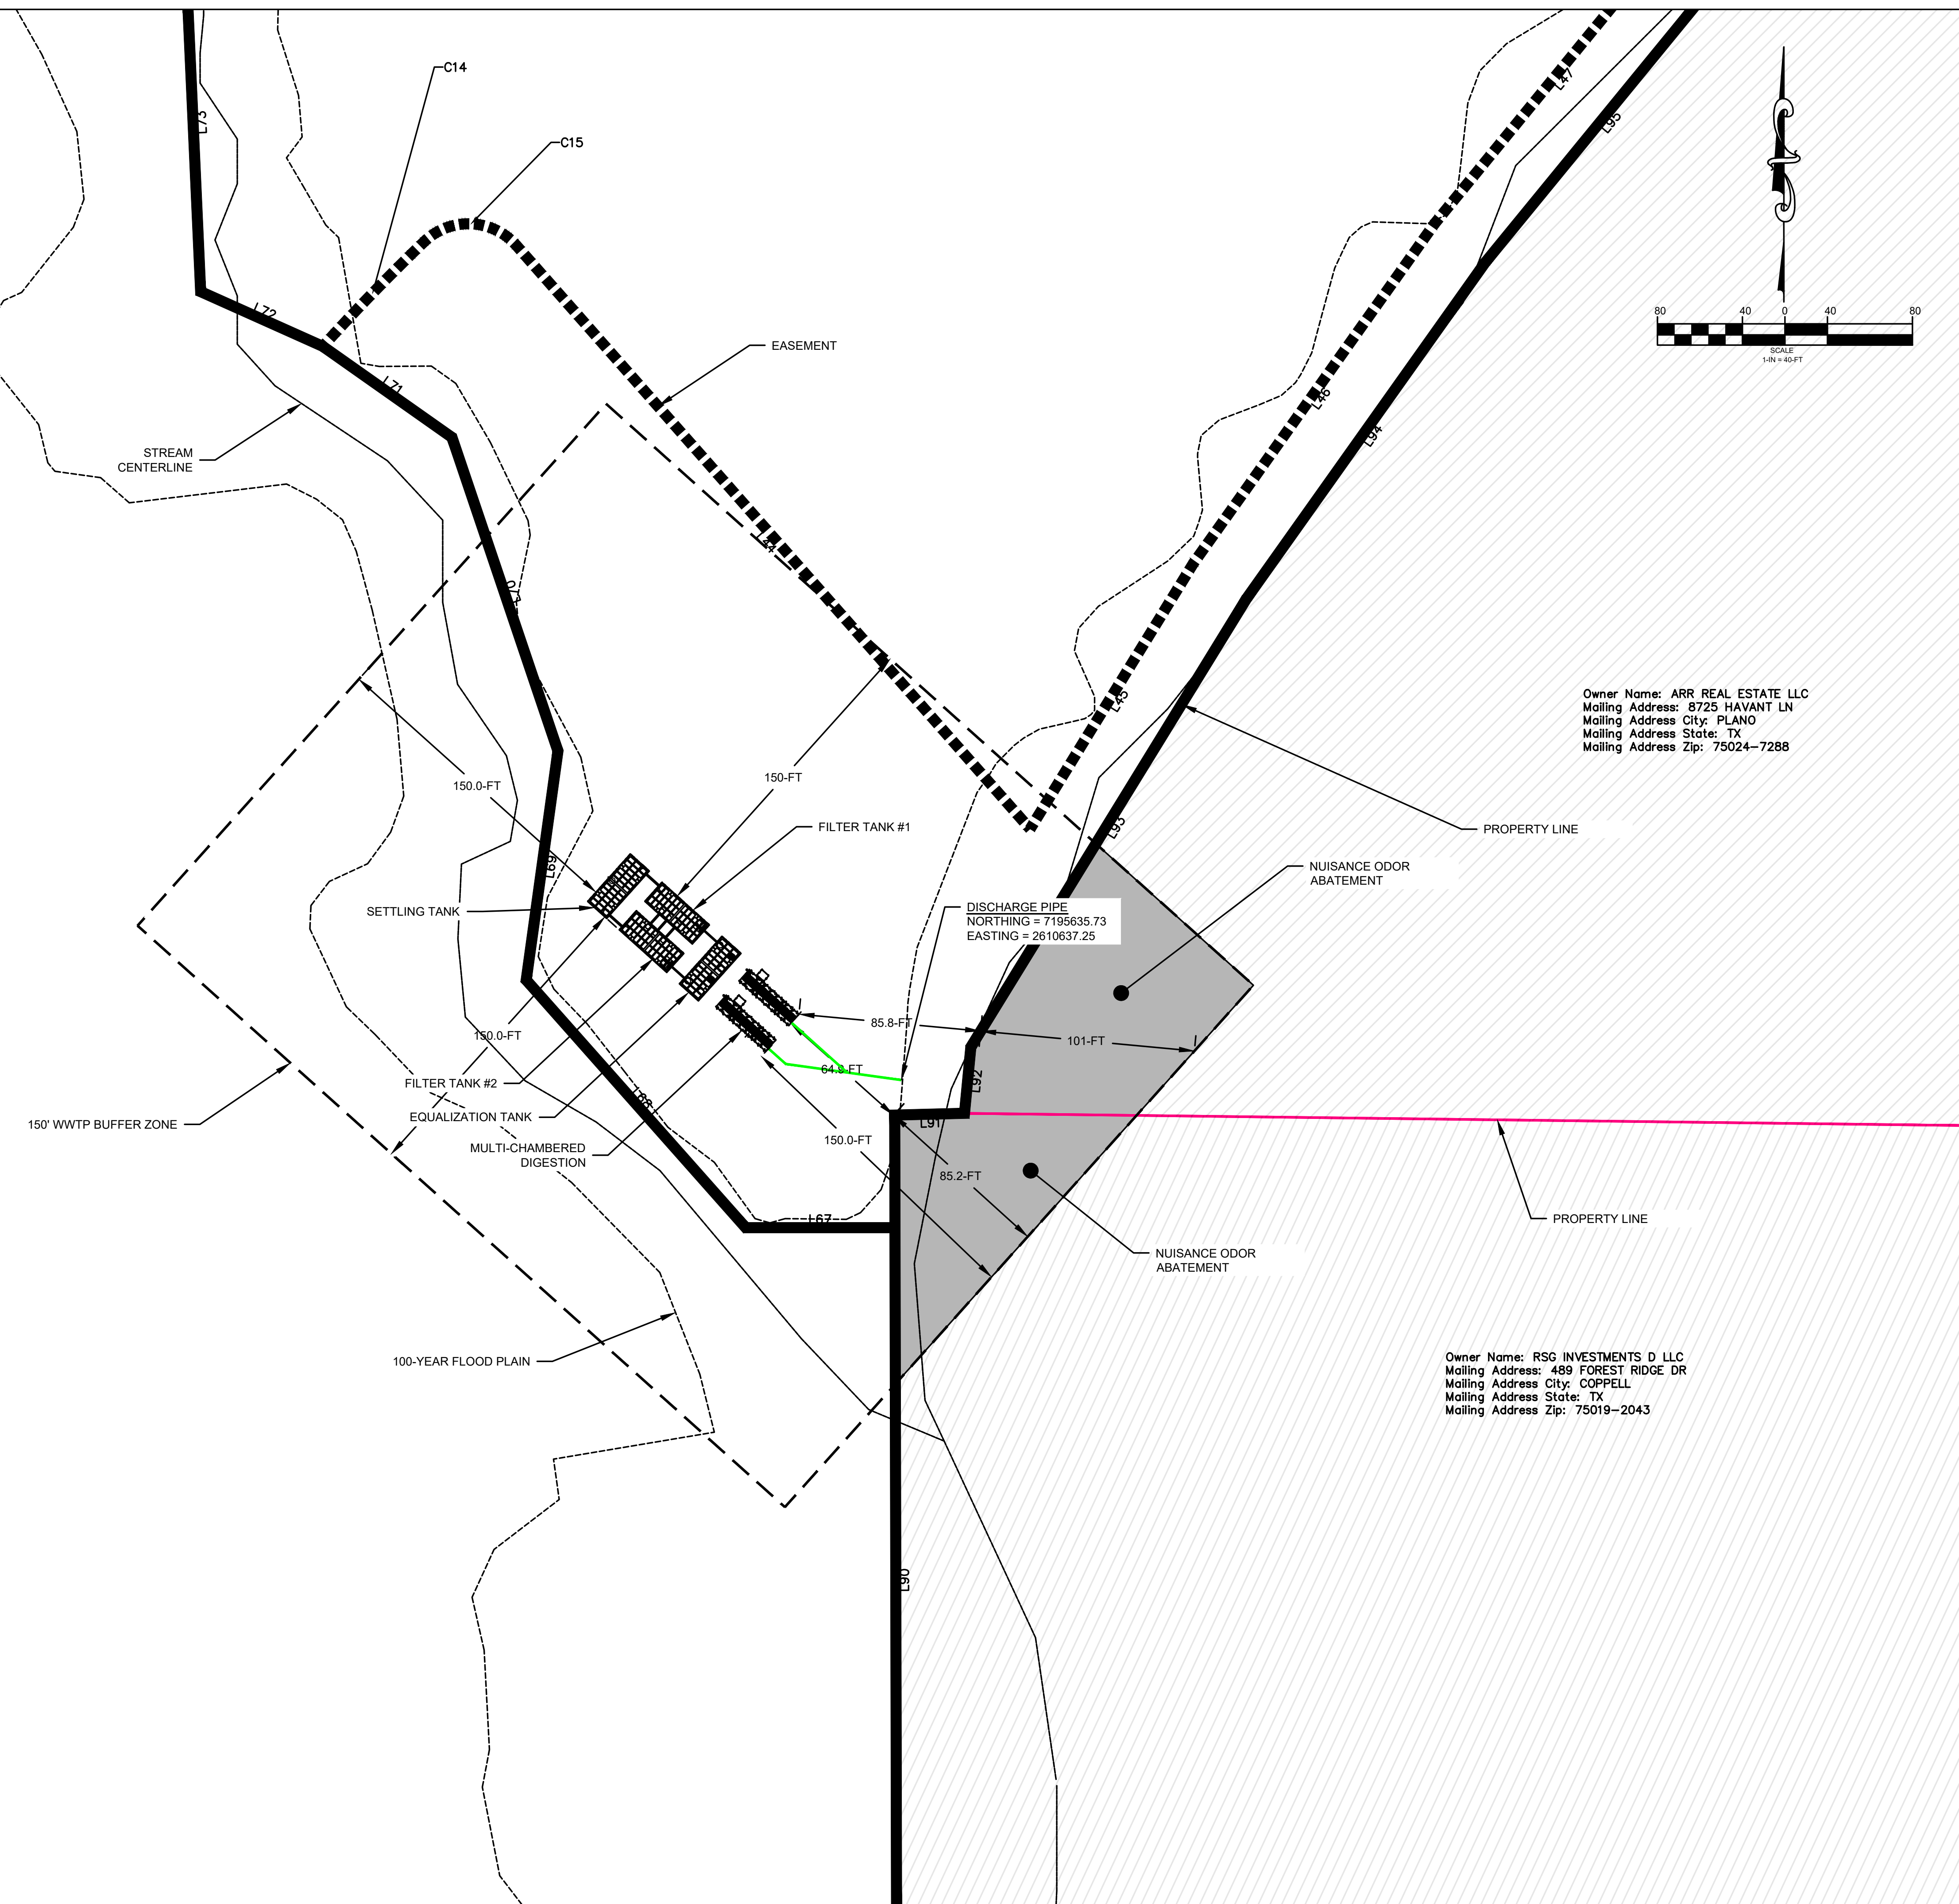 C14
C15
L73
L72
L71
L47
L95
80
40
0
40
80
SCALE
1-IN = 40-FT
EASEMENT
L46
L94
STREAM
CENTERLINE
L44
L70
L45
Owner Name: ARR REAL ESTATE LLC
Mailing Address: 8725 HAVANT LN
Mailing Address City: PLANO
Mailing Address State: TX
Mailing Address Zip: 75024-7288
150.0-FT
150-FT
FILTER TANK #1
L93
PROPERTY LINE
L69
NUISANCE ODOR
ABATEMENT
SETTLING TANK
DISCHARGE PIPE
NORTHING = 7195635.73
EASTING = 2610637.25
85.8-FT
150.0-FT
101-FT
64.9-FT
L92
FILTER TANK #2
L68
EQUALIZATION TANK
L91
150' WWTP BUFFER ZONE
150.0-FT
MULTI-CHAMBERED
DIGESTION
85.2-FT
L67
PROPERTY LINE
NUISANCE ODOR
ABATEMENT
100-YEAR FLOOD PLAIN
Owner Name: RSG INVESTMENTS D LLC
Mailing Address: 489 FOREST RIDGE DR
Mailing Address City: COPPELL
Mailing Address State: TX
Mailing Address Zip: 75019-2043
L90